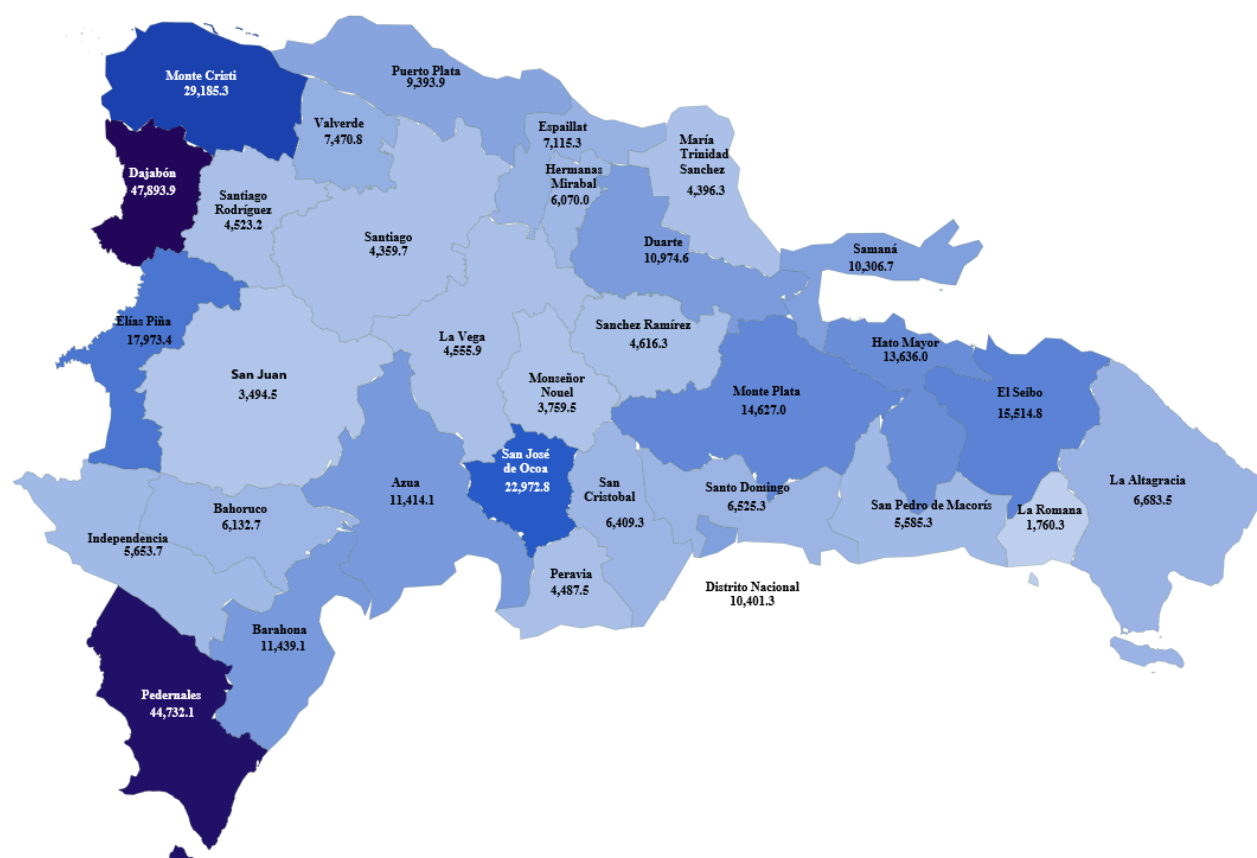 Monte Cristi
29,185.3
Puerto Plata
9,393.9
Valverde
7,470.8
Espaillat
7,115.3
María
Trinidad
Sanchez
4,396.3
Dajabón
47,893.9
Hermanas
Mirabal
6,070.0
Santiago
Rodríguez
4,523.2
Santiago
4,359.7
Duarte
10,974.6
Samaná
10,306.7
Elías Piña
17,973.4
La Vega
4,555.9
Sanchez Ramírez
4,616.3
Hato Mayor
13,636.0
San Juan
3,494.5
Monseñor
Nouel
3,759.5
Monte Plata
14,627.0
El Seibo
15,514.8
San José
de Ocoa
22,972.8
Azua
11,414.1
San
Cristobal
6,409.3
Santo Domingo
6,525.3
San Pedro de Macorís
5,585.3
La Romana
1,760.3
La Altagracia
6,683.5
Bahoruco
6,132.7
Independencia
5,653.7
Peravia
4,487.5
Distrito Nacional
10,401.3
Barahona
11,439.1
Pedernales
44,732.1